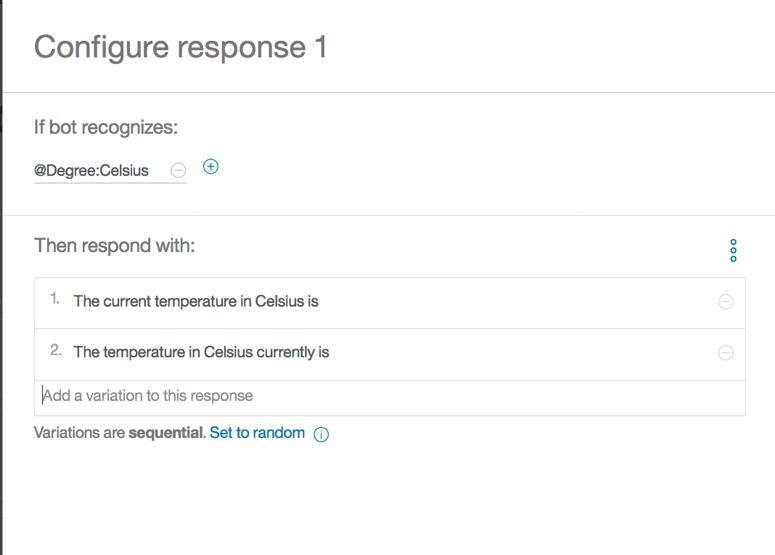 Configure response 1
If bot recognizes:
@Degree:Celsius
Then respond with:
1. The current temperature in Celsius is
2. The temperature in Celsius currently is
Add a variation to this response
Variations are sequential. Set to random